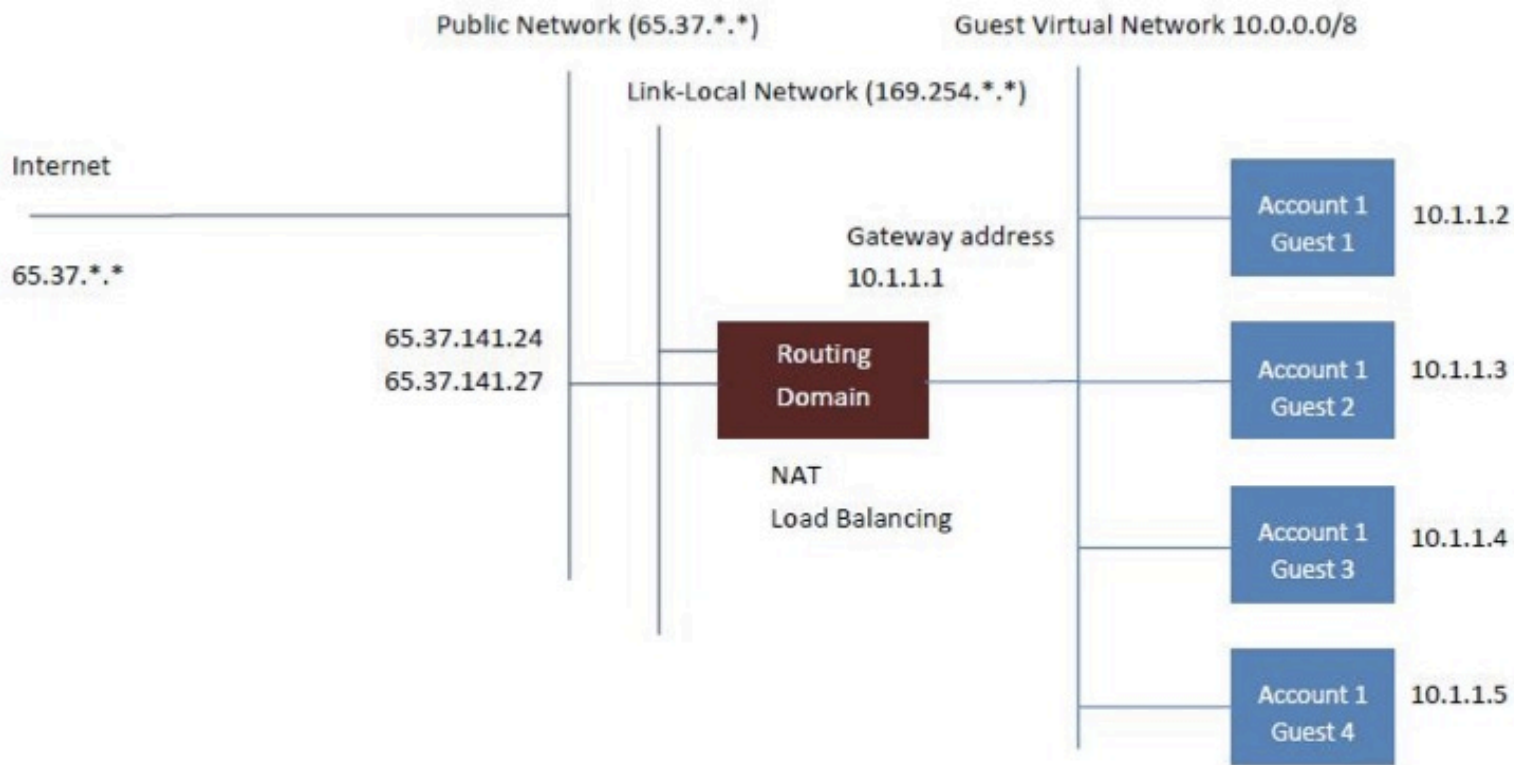 Public Network (65.37.*.*)
Guest Virtual Network 10.0.0.0/8
Link-Local Network (169.254.*.*)
Internet
65.37.*.*
65.37.141.24
65.37.141.27
Gateway address
10.1.1.1
Routing
Domain
NAT
Load Balancing
Account 1
Guest 1
10.1.1.2
Account 1
Guest 2
10.1.1.3
Account 1
Guest 3
10.1.1.4
Account 1
Guest 4
10.1.1.5